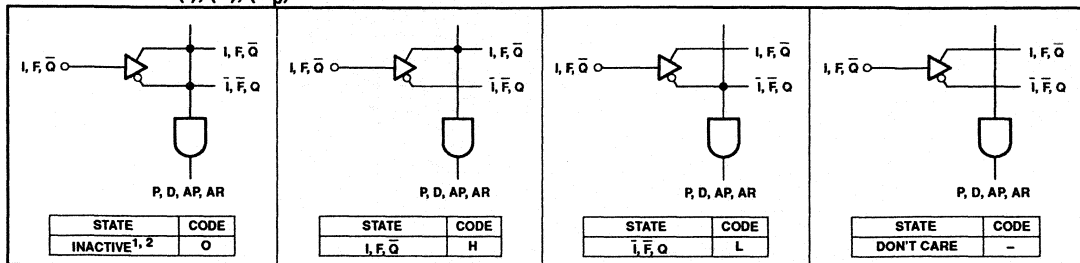 I, F, Q̅
I, F, Q̅
I̅, F̅, Q
P, D, AP, AR
STATE CODE
INACTIVE1, 2 O
I, F, Q̅
I, F, Q̅
I̅, F̅, Q
P, D, AP, AR
STATE CODE
I, F, Q̅ H
I, F, Q̅
I, F, Q̅
I̅, F̅, Q
P, D, AP, AR
STATE CODE
I̅, F̅, Q L
I, F, Q̅
I, F, Q̅
I̅, F̅, Q
P, D, AP, AR
STATE CODE
DON'T CARE –